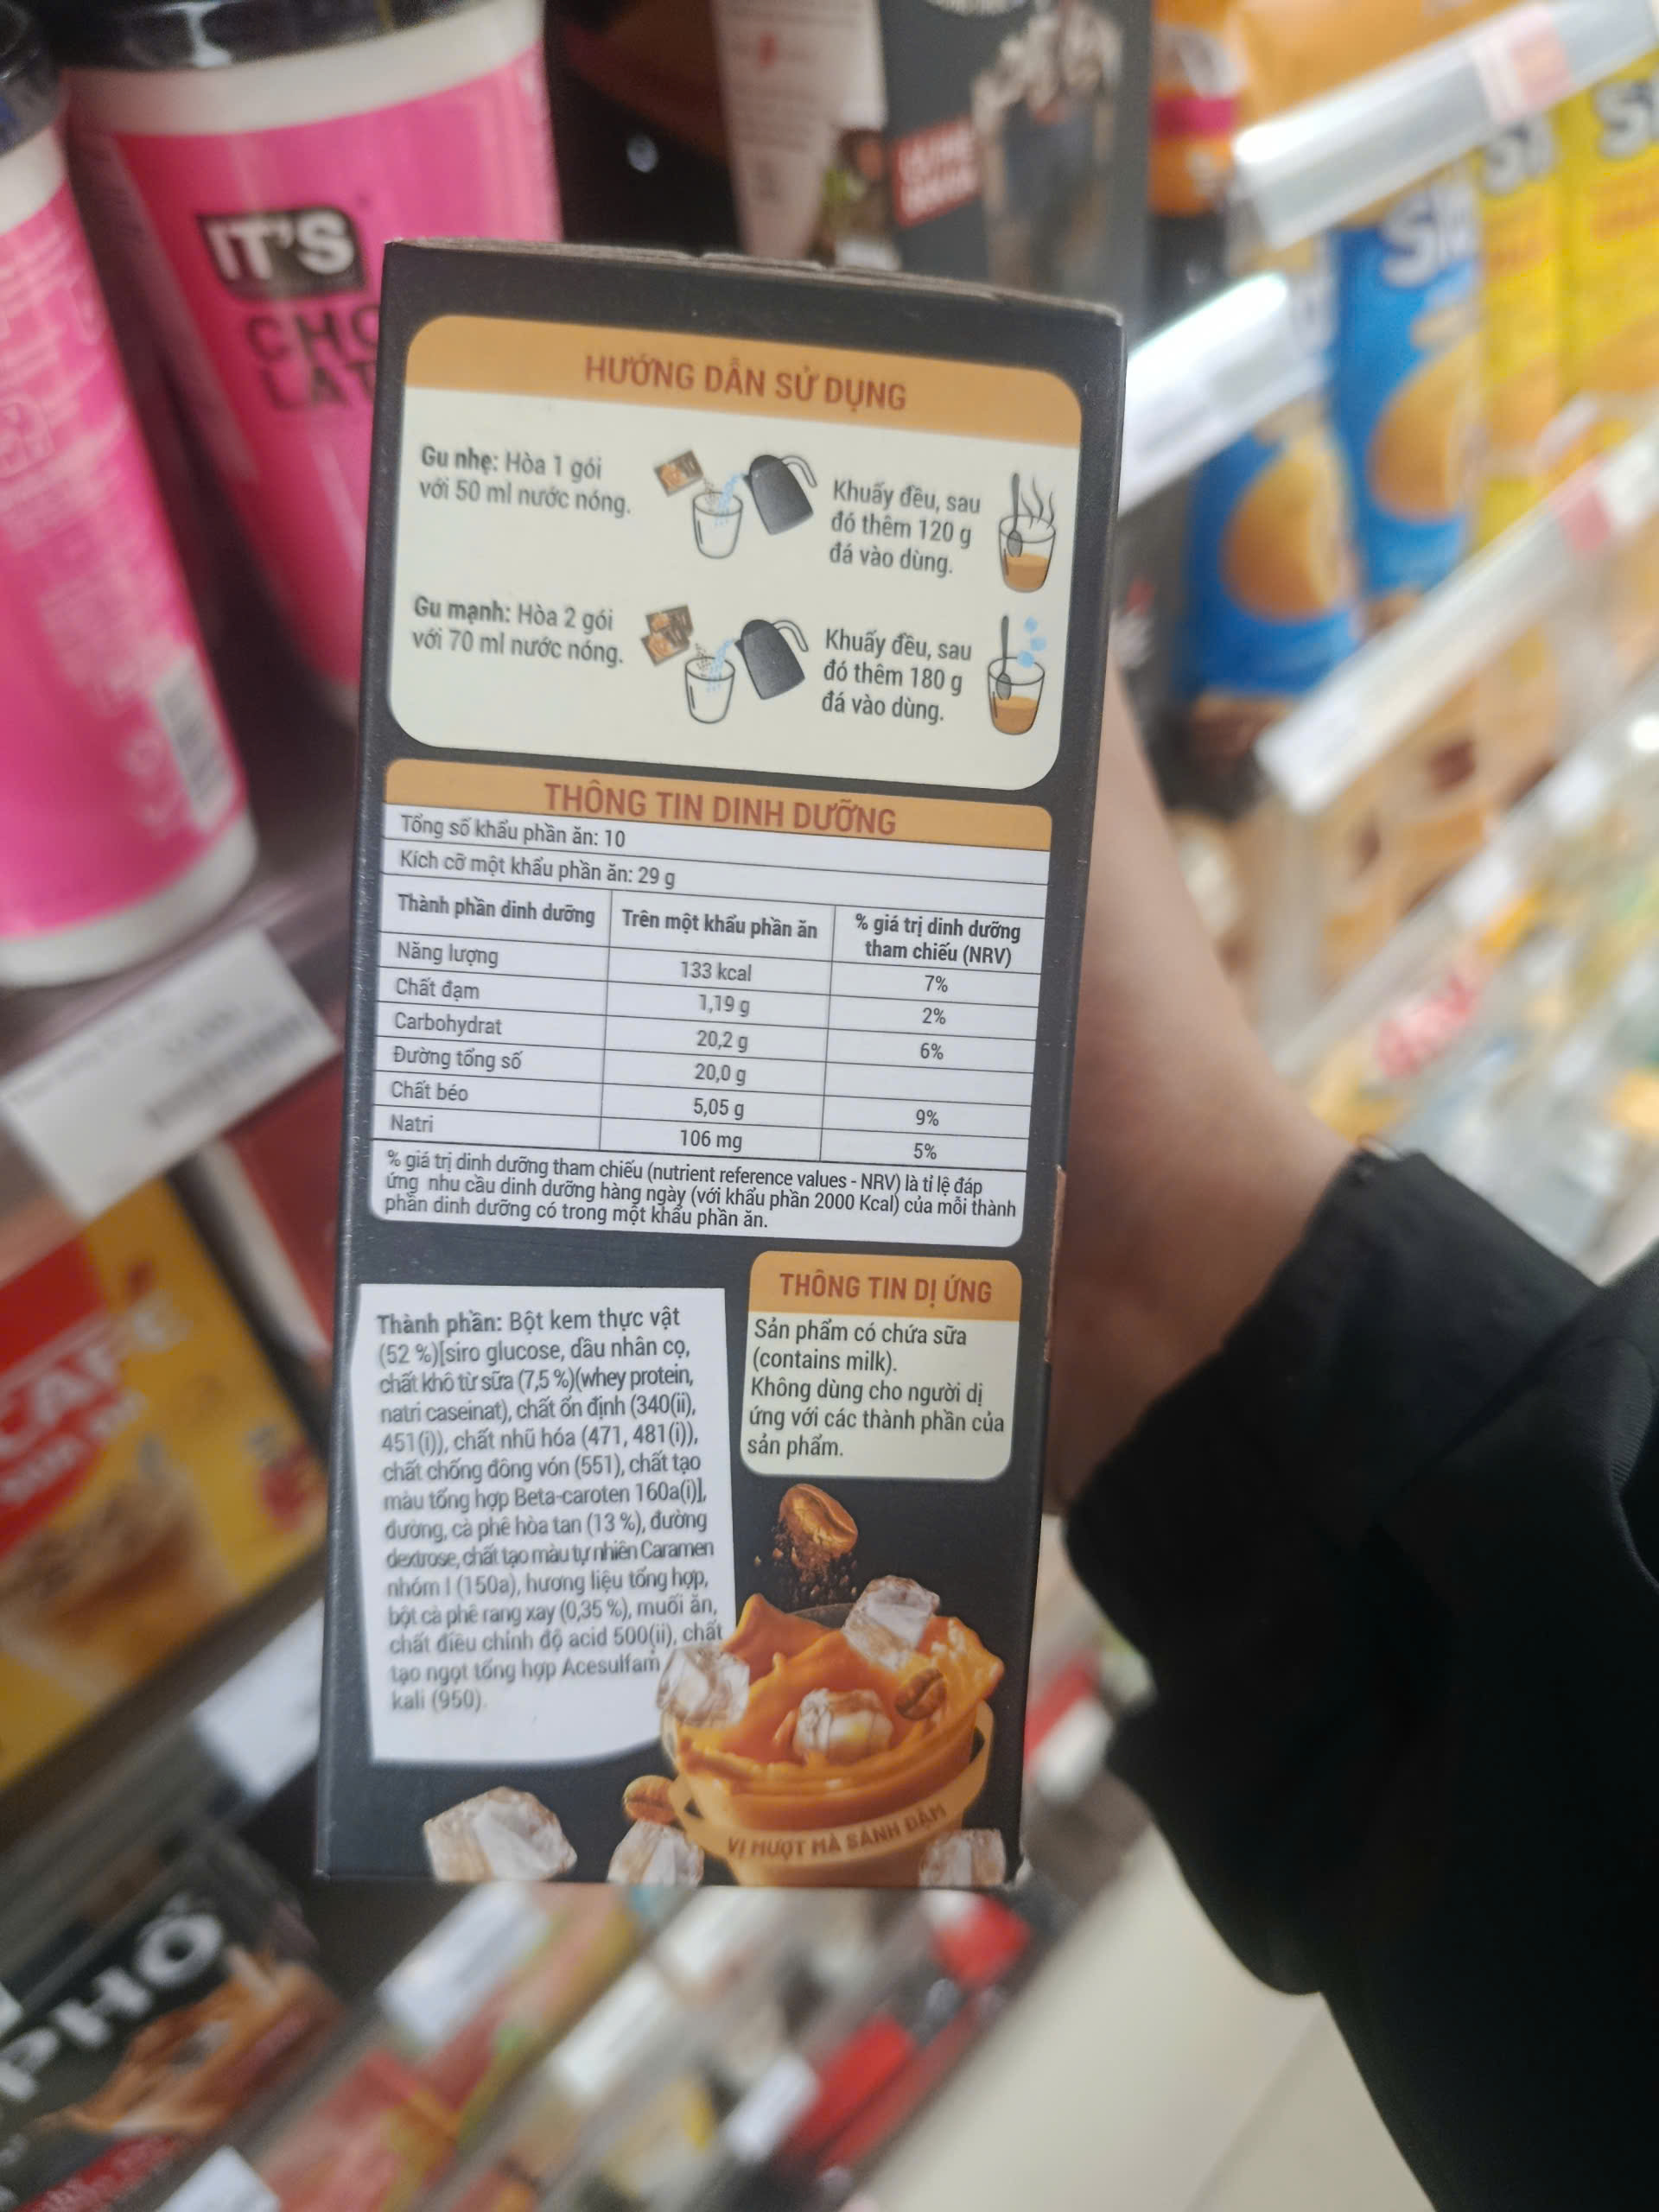 IT'S
CHO
LAT
HƯỚNG DẪN SỬ DỤNG
Gu nhẹ: Hòa 1 gói
với 50 ml nước nóng.
Khuấy đều, sau
đó thêm 120 g
đá vào dùng.
Gu mạnh: Hòa 2 gói
với 70 ml nước nóng.
Khuấy đều, sau
đó thêm 180 g
đá vào dùng.
THÔNG TIN DINH DƯỠNG
Tổng số khẩu phần ăn: 10
Kích cỡ một khẩu phần ăn: 29 g
Thành phần dinh dưỡng Trên một khẩu phần ăn % giá trị dinh dưỡng
tham chiếu (NRV)
Năng lượng 133 kcal 7%
Chất đạm 1,19 g 2%
Carbohydrat 20,2 g 6%
Đường tổng số 20,0 g
Chất béo 5,05 g 9%
Natri 106 mg 5%
% giá trị dinh dưỡng tham chiếu (nutrient reference values - NRV) là tỉ lệ đáp
ứng nhu cầu dinh dưỡng hàng ngày (với khẩu phần 2000 Kcal) của mỗi thành
phần dinh dưỡng có trong một khẩu phần ăn.
Thành phần: Bột kem thực vật
(52 %)[siro glucose, dầu nhân cọ,
chất khô từ sữa (7,5 %)(whey protein,
natri caseinat), chất ổn định (340(ii),
451(i)), chất nhũ hóa (471, 481(i)),
chất chống đông vón (551), chất tạo
màu tổng hợp Beta-caroten 160a(i)],
đường, cà phê hòa tan (13 %), đường
dextrose, chất tạo màu tự nhiên Caramen
nhóm I (150a), hương liệu tổng hợp,
bột cà phê rang xay (0,35 %), muối ăn,
chất điều chỉnh độ acid 500(ii), chất
tạo ngọt tổng hợp Acesulfam
kali (950).
THÔNG TIN DỊ ỨNG
Sản phẩm có chứa sữa
(contains milk).
Không dùng cho người dị
ứng với các thành phần của
sản phẩm.
VỊ MƯỢT MÀ SÁNH ĐẬM
CAFÉ
PHỐ